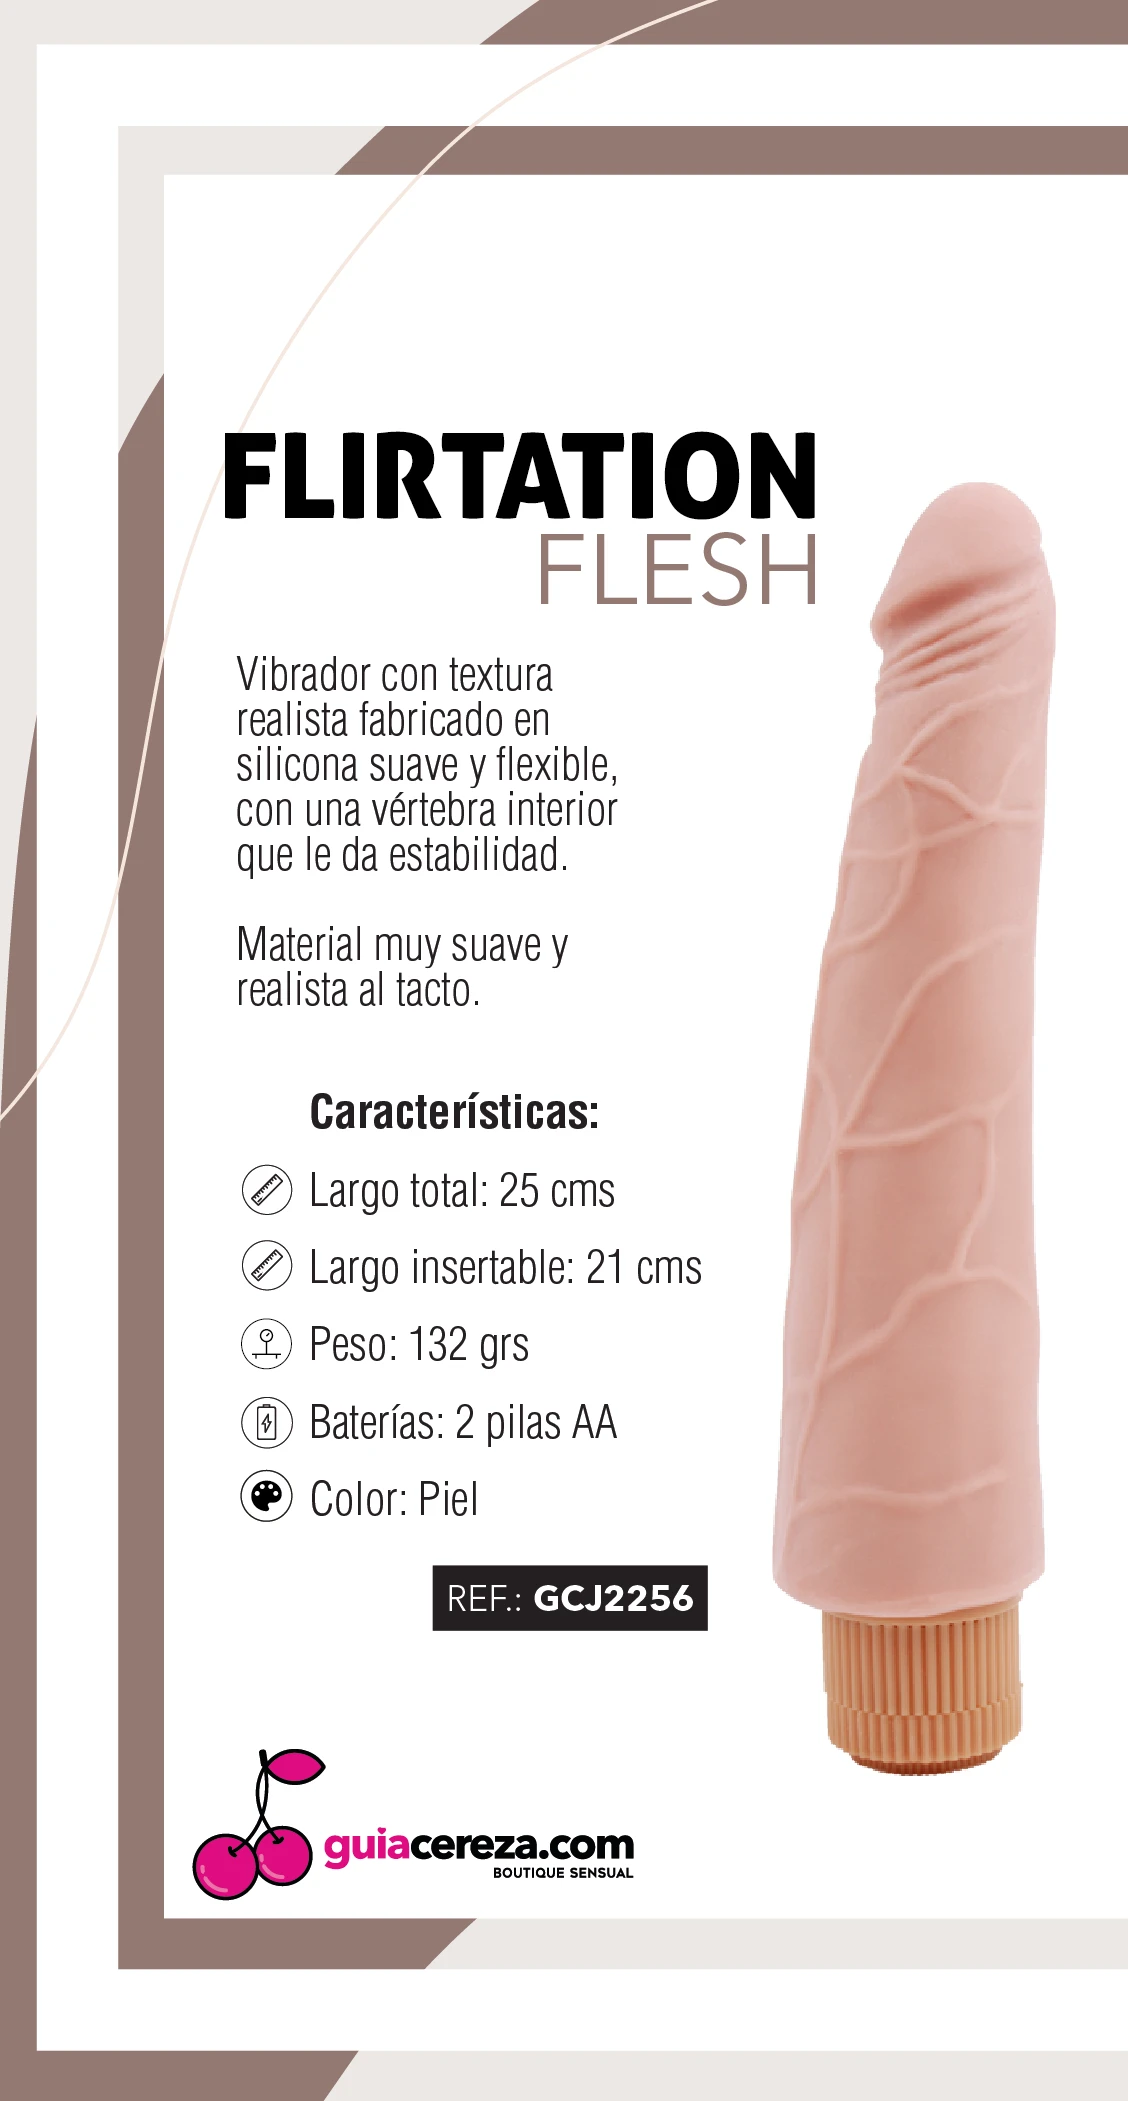 FLIRTATION
FLESH
Vibrador con textura
realista fabricado en
silicona suave y flexible,
con una vértebra interior
que le da estabilidad.
Material muy suave y
realista al tacto.
Características:
Largo total: 25 cms
Largo insertable: 21 cms
Peso: 132 grs
Baterías: 2 pilas AA
Color: Piel
REF.: GCJ2256
guiacereza.com
BOUTIQUE SENSUAL